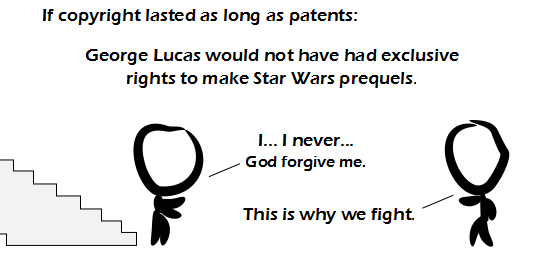 If copyright lasted as long as patents:
George Lucas would not have had exclusive
rights to make Star Wars prequels.
I... I never...
God forgive me.
This is why we fight.